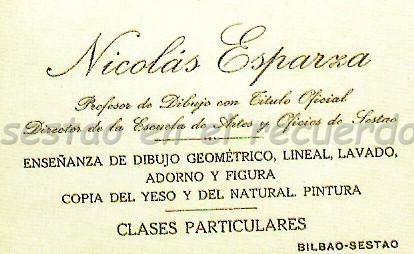 Nicolás Esparza
Profesor de Dibujo con Título Oficial
Director de la Escuela de Artes y Oficios de Sestao
sestao en el recuerdo
ENSEÑANZA DE DIBUJO GEOMÉTRICO, LINEAL, LAVADO,
ADORNO Y FIGURA
COPIA DEL YESO Y DEL NATURAL. PINTURA
CLASES PARTICULARES
BILBAO-SESTAO